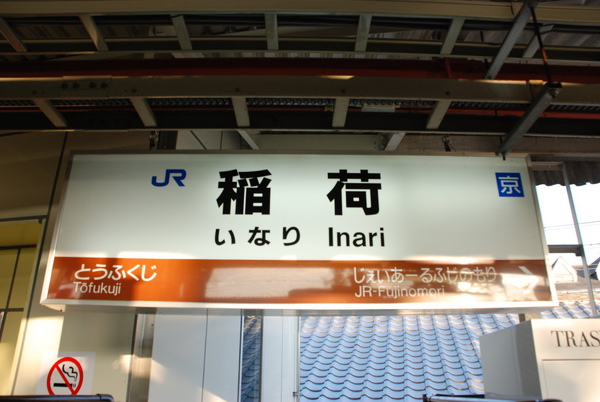 JR 稲荷 京
いなり Inari
とうふくじ じぇいあーるふじのもり
Tōfukuji JR-Fujinomori
TRAS